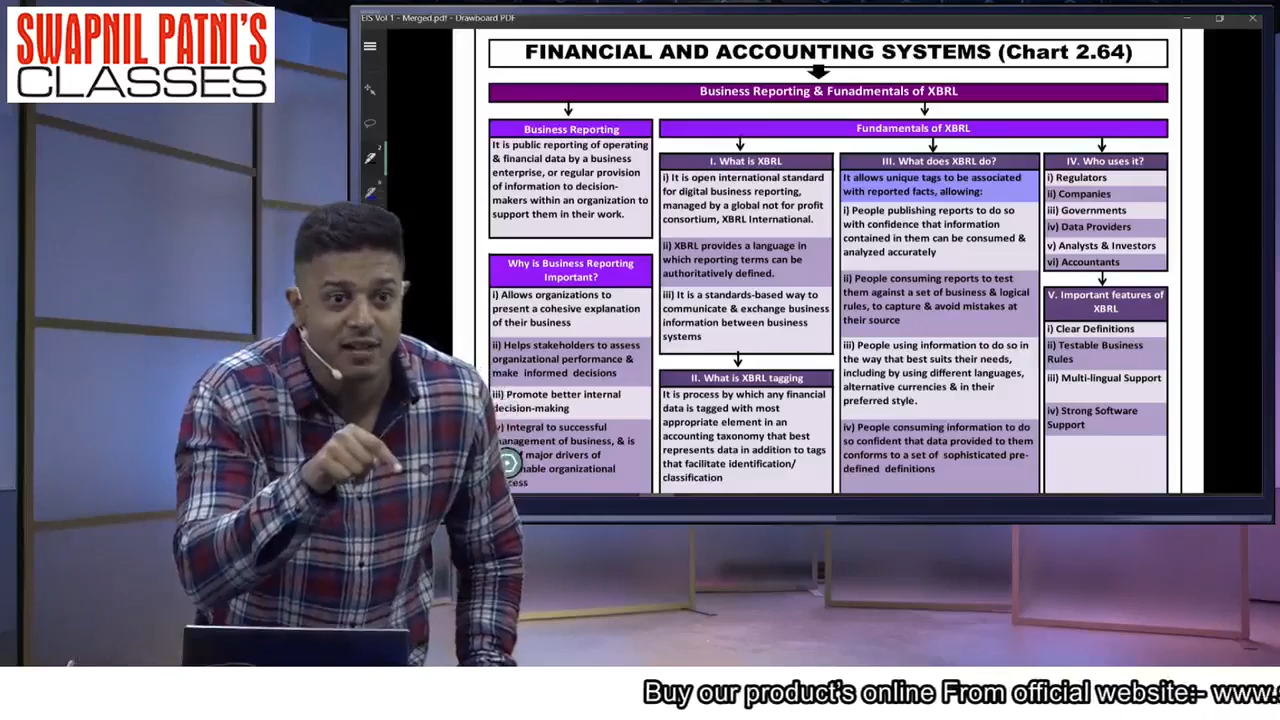 SWAPNIL PATNI'S
CLASSES
EIS Vol 1 - Merged.pdf - Drawboard PDF
FINANCIAL AND ACCOUNTING SYSTEMS (Chart 2.64)
Business Reporting & Funadmentals of XBRL
Business Reporting
It is public reporting of operating
& financial data by a business
enterprise, or regular provision
of information to decision-
makers within an organization to
support them in their work.
Why is Business Reporting
Important?
i) Allows organizations to
present a cohesive explanation
of their business
ii) Helps stakeholders to assess
organizational performance &
make informed decisions
iii) Promote better internal
decision-making
v) Integral to successful
management of business, & is
of major drivers of
organizational
Fundamentals of XBRL
I. What is XBRL
i) It is open international standard
for digital business reporting,
managed by a global not for profit
consortium, XBRL International.
ii) XBRL provides a language in
which reporting terms can be
authoritatively defined.
iii) It is a standards-based way to
communicate & exchange business
information between business
systems
II. What is XBRL tagging
It is process by which any financial
data is tagged with most
appropriate element in an
accounting taxonomy that best
represents data in addition to tags
that facilitate identification/
classification
III. What does XBRL do?
It allows unique tags to be associated
with reported facts, allowing:
i) People publishing reports to do so
with confidence that information
contained in them can be consumed &
analyzed accurately
ii) People consuming reports to test
them against a set of business & logical
rules, to capture & avoid mistakes at
their source
iii) People using information to do so in
the way that best suits their needs,
including by using different languages,
alternative currencies & in their
preferred style.
iv) People consuming information to do
so confident that data provided to them
conforms to a set of sophisticated pre-
defined definitions
IV. Who uses it?
i) Regulators
ii) Companies
iii) Governments
iv) Data Providers
v) Analysts & Investors
vi) Accountants
V. Important features of
XBRL
i) Clear Definitions
ii) Testable Business
Rules
iii) Multi-lingual Support
iv) Strong Software
Support
Buy our product's online From official website:- www.